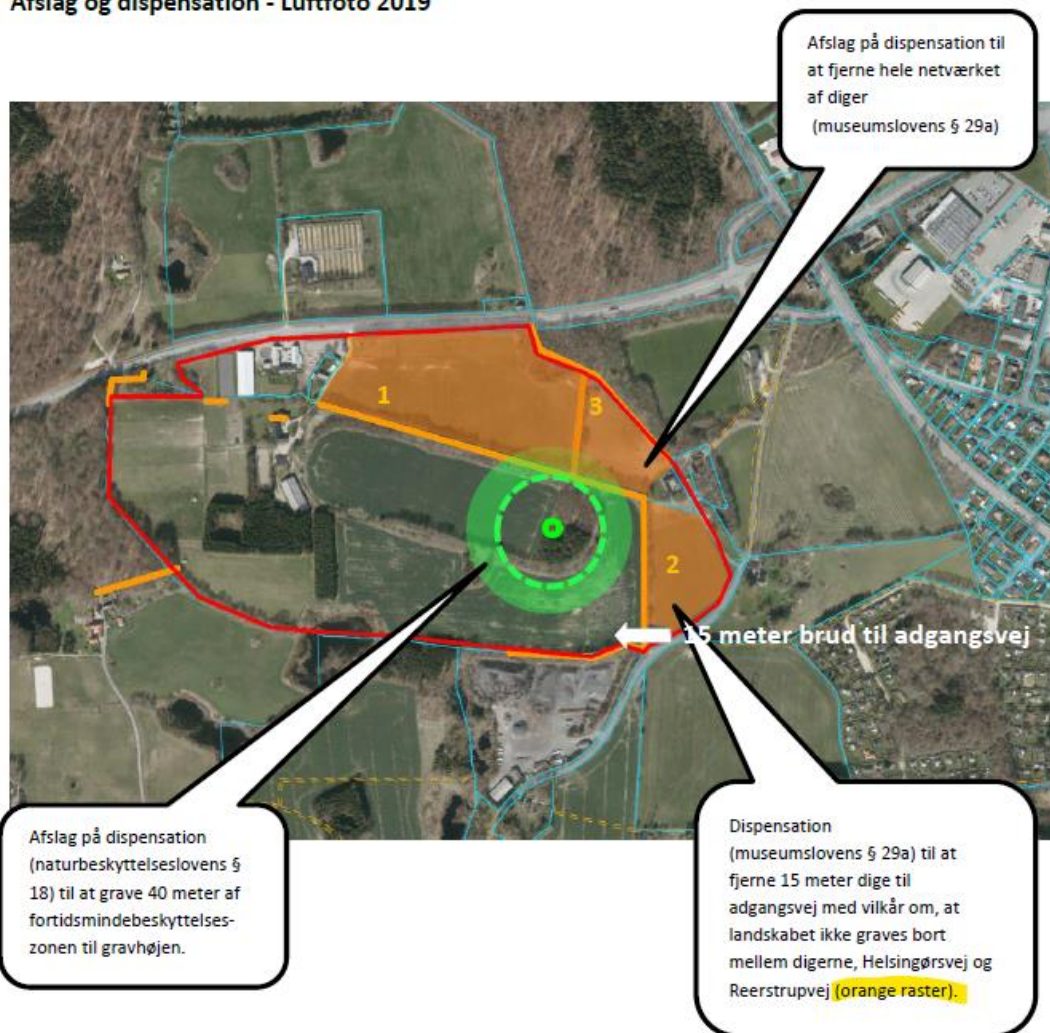 Afslag og dispensation - Luftfoto 2019
Afslag på dispensation til
at fjerne hele netværket
af diger
(museumslovens § 29a)
1
3
2
15 meter brud til adgangsvej
Afslag på dispensation
(naturbeskyttelseslovens §
18) til at grave 40 meter af
fortidsmindebeskyttelses-
zonen til gravhøjen.
Dispensation
(museumslovens § 29a) til at
fjerne 15 meter dige til
adgangsvej med vilkår om, at
landskabet ikke graves bort
mellem digerne, Helsingørsvej og
Reerstrupvej (orange raster).